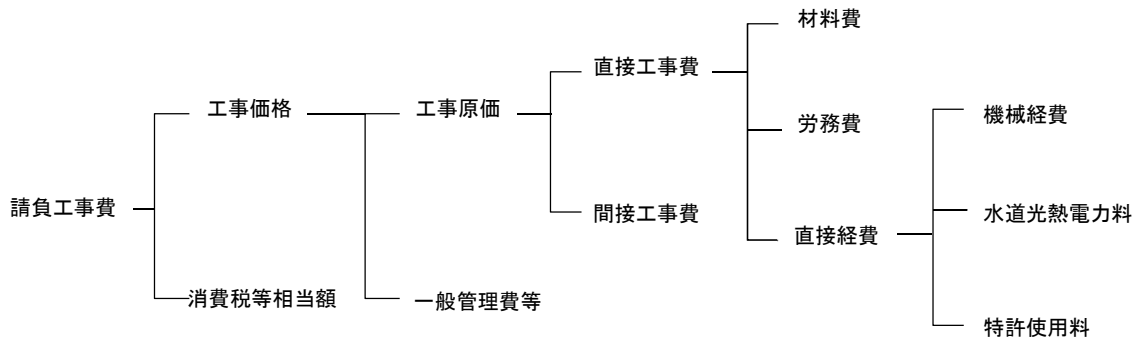 請負工事費
工事価格
消費税等相当額
工事原価
一般管理費等
直接工事費
間接工事費
材料費
労務費
直接経費
機械経費
水道光熱電力料
特許使用料